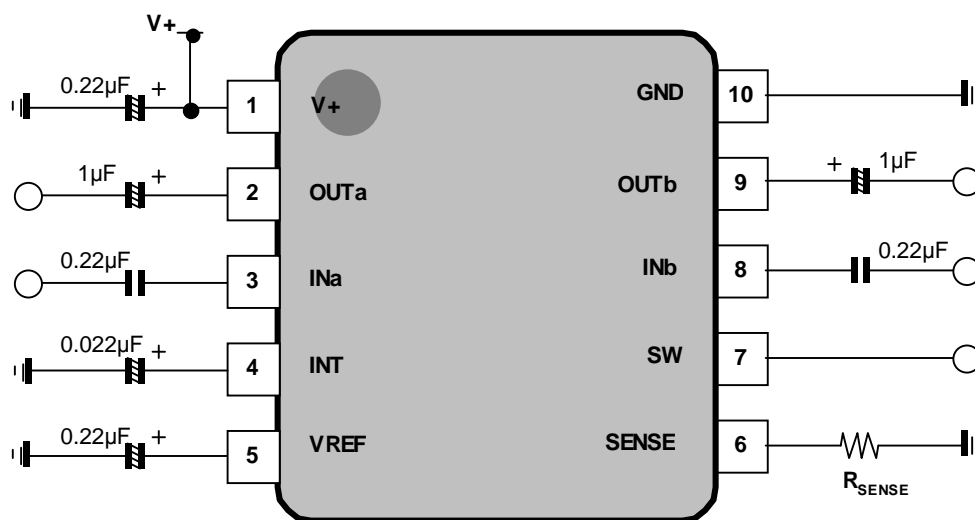 V+
0.22µF +
1 V+
GND 10
1µF +
2 OUTa
OUTb 9
+ 1µF
0.22µF
3 INa
INb 8
0.22µF
0.022µF +
4 INT
SW 7
0.22µF +
5 VREF
SENSE 6
RSENSE